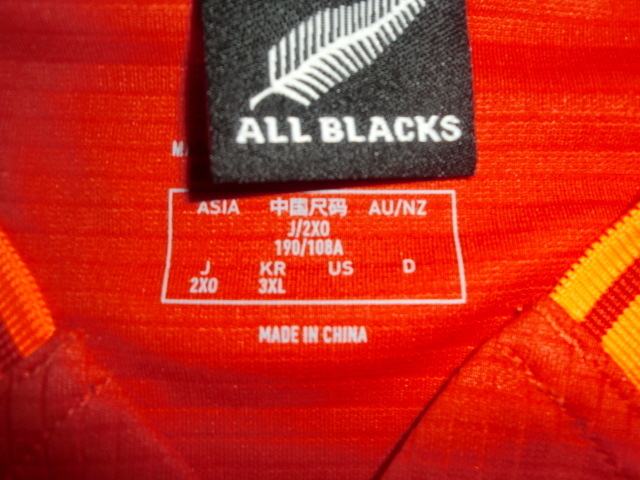 ALL BLACKS
ASIA 中国尺码 AU/NZ
J/2XO
190/108A
J KR US D
2XO 3XL
MADE IN CHINA